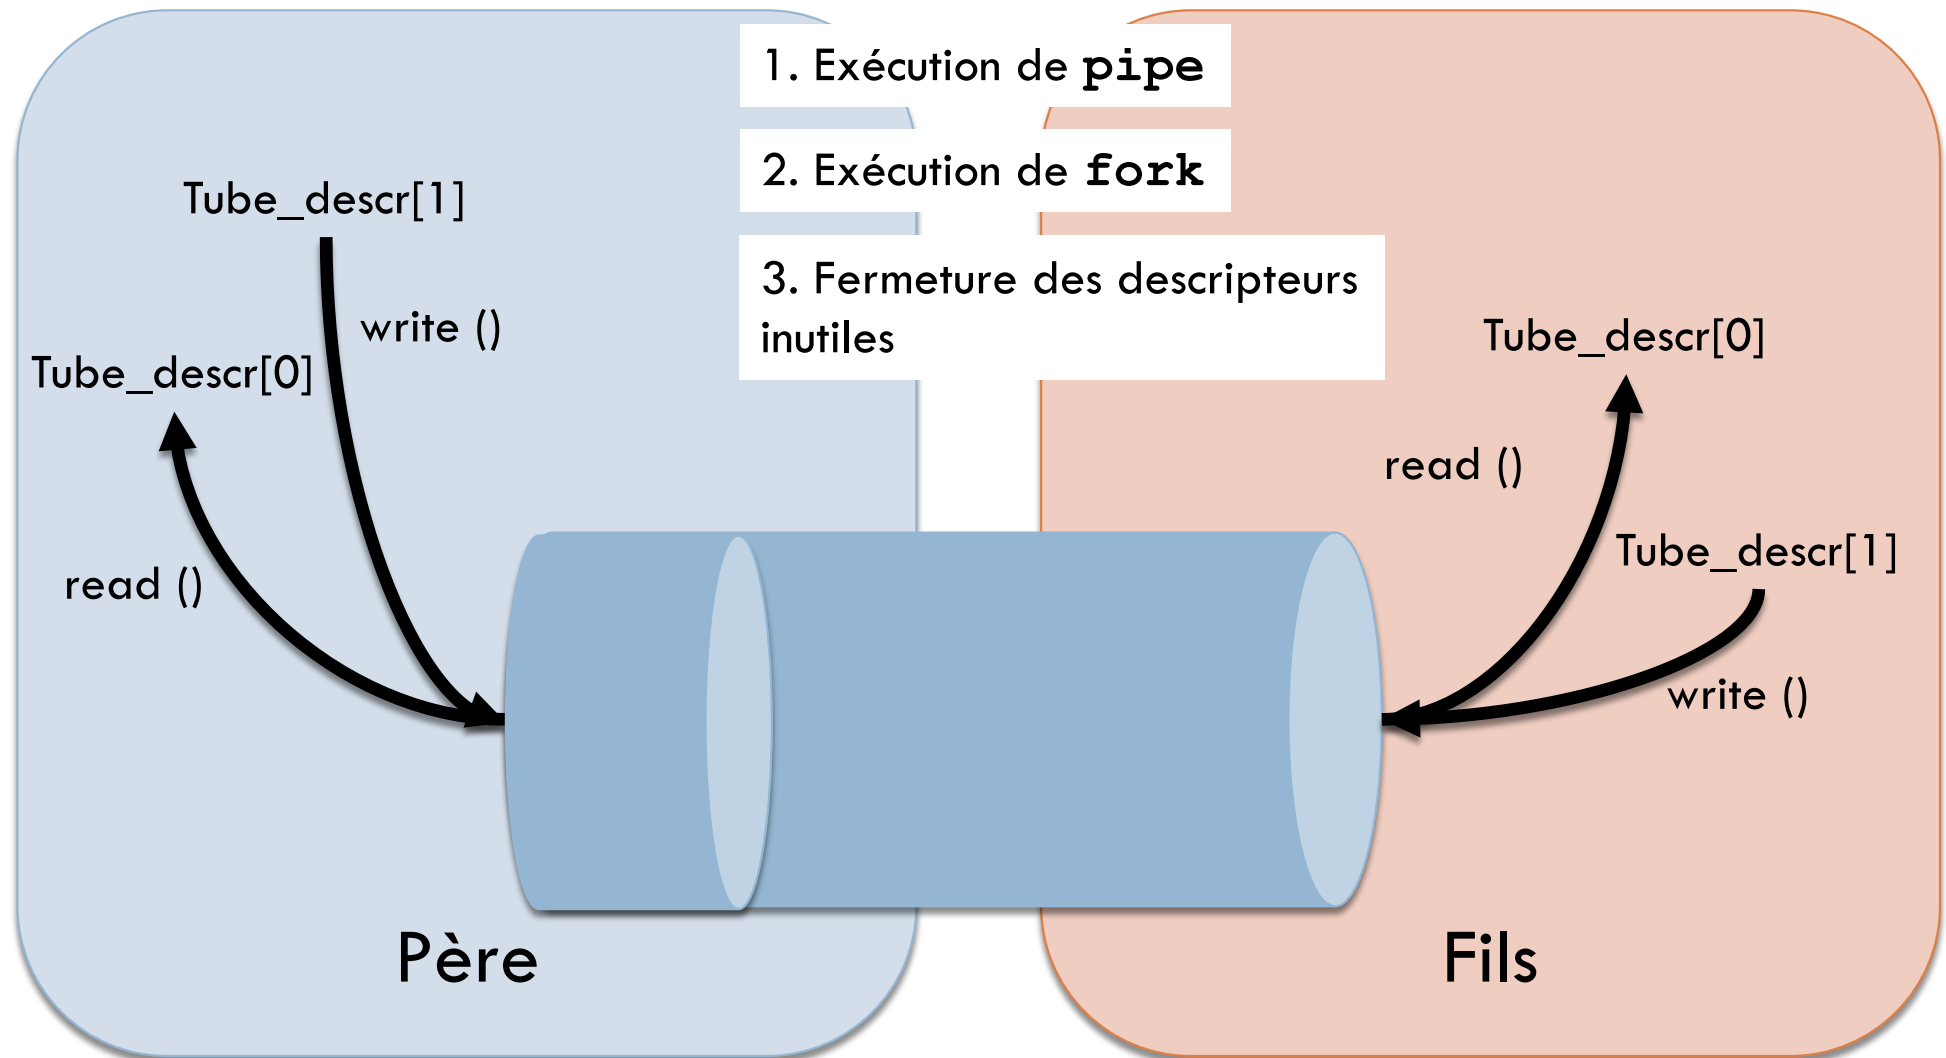 1. Exécution de pipe
2. Exécution de fork
3. Fermeture des descripteurs
inutiles
Tube_descr[1]
write ()
Tube_descr[0]
read ()
Tube_descr[0]
read ()
Tube_descr[1]
write ()
Père
Fils